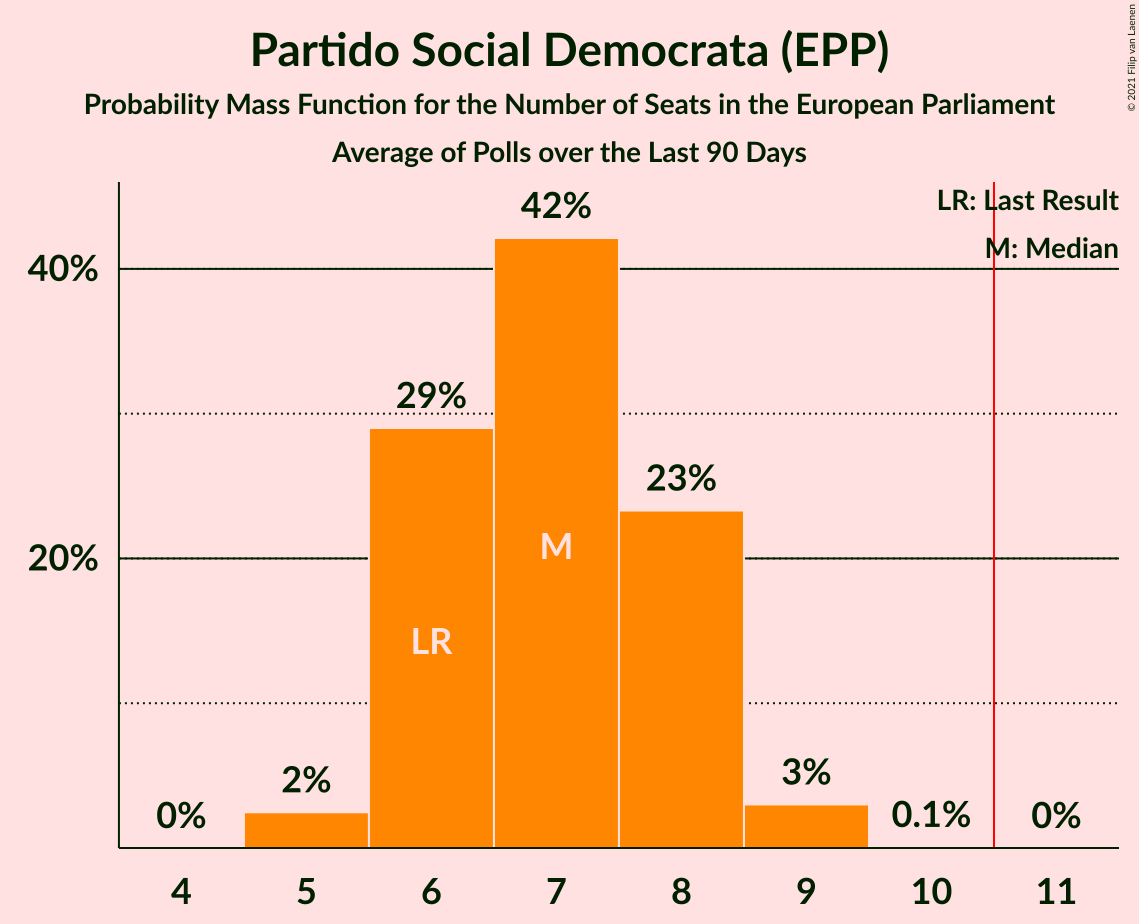 Partido Social Democrata (EPP)
Probability Mass Function for the Number of Seats in the European Parliament
Average of Polls over the Last 90 Days
© 2021 Filip van Laenen
LR: Last Result
M: Median
42%
40%
29%
23%
20%
M
LR
2%
3%
0%
0.1%
0%
4 5 6 7 8 9 10 11